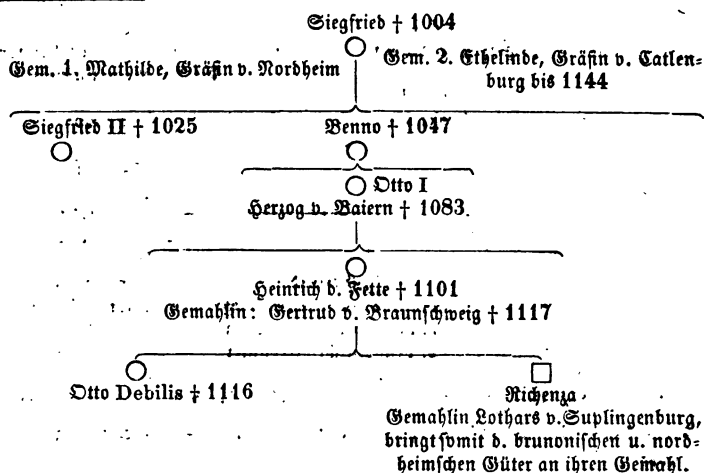 Siegfried † 1004
Gem. 1. Mathilde, Gräfin v. Nordheim
Gem. 2. Ethelinde, Gräfin v. Catlen=
burg bis 1144
Siegfried II † 1025
Benno † 1047
Otto I
Herzog v. Baiern † 1083.
Heinrich d. Fette † 1101
Gemahlin: Gertrud v. Braunschweig † 1117
Otto Debilis † 1116
Richenza
Gemahlin Lothars v. Suplingenburg,
bringt somit d. brunonischen u. nord=
heimschen Güter an ihren Gemahl.